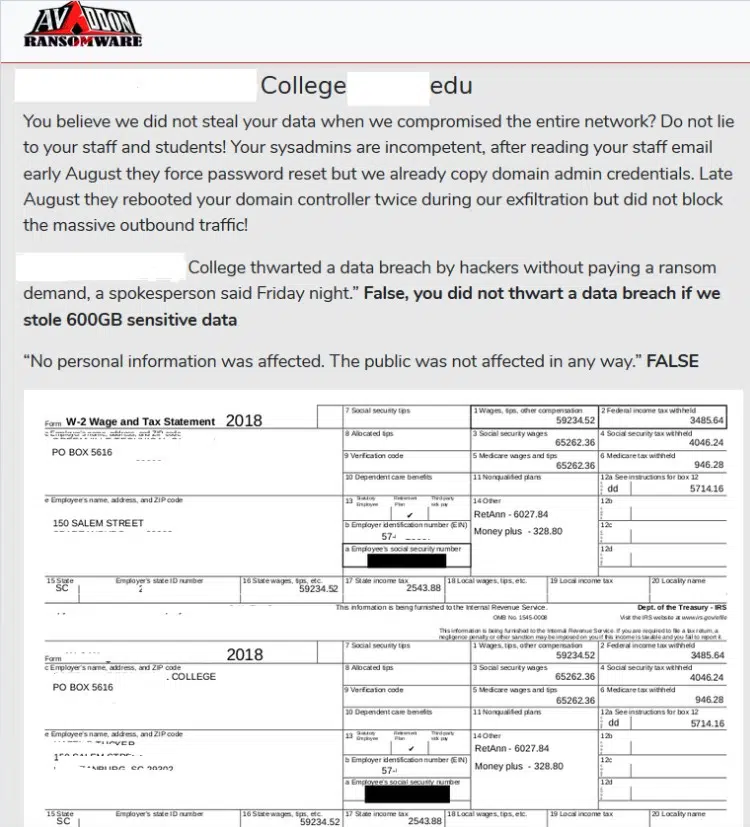 AVADDON
RANSOMWARE
College edu
You believe we did not steal your data when we compromised the entire network? Do not lie
to your staff and students! Your sysadmins are incompetent, after reading your staff email
early August they force password reset but we already copy domain admin credentials. Late
August they rebooted your domain controller twice during our exfiltration but did not block
the massive outbound traffic!
College thwarted a data breach by hackers without paying a ransom
demand, a spokesperson said Friday night.” False, you did not thwart a data breach if we
stole 600GB sensitive data
“No personal information was affected. The public was not affected in any way.” FALSE
Form W-2 Wage and Tax Statement 2018
7 Social security tips
1 Wages, tips, other compensation
59234.52
2 Federal income tax withheld
3485.64
c Employer's name, address, and ZIP code
PO BOX 5616
8 Allocated tips
3 Social security wages
65262.36
4 Social security tax withheld
4046.24
9 Verification code
5 Medicare wages and tips
65262.36
6 Medicare tax withheld
946.28
10 Dependent care benefits
11 Nonqualified plans
12a See instructions for box 12
dd 5714.16
e Employee's name, address, and ZIP code
150 SALEM STREET
13 Statutory Employee
Retirement Plan ✔
Third-party sick pay
14 Other
RetAnn - 6027.84
Money plus - 328.80
12b
b Employer identification number (EIN)
57-
12c
a Employee's social security number
12d
15 State
SC
Employer's state ID number
16 State wages, tips, etc.
59234.52
17 State income tax
2543.88
18 Local wages, tips, etc.
19 Local income tax
20 Locality name
This information is being furnished to the Internal Revenue Service.
Dept. of the Treasury - IRS
OMB No. 1545-0008
Visit the IRS website at www.irs.gov/efile
This information is being furnished to the Internal Revenue Service. If you are required to file a tax return, a
negligence penalty or other sanction may be imposed on you if this income is taxable and you fail to report it.
Form 2018
7 Social security tips
1 Wages, tips, other compensation
59234.52
2 Federal income tax withheld
3485.64
c Employer's name, address, and ZIP code
COLLEGE
PO BOX 5616
8 Allocated tips
3 Social security wages
65262.36
4 Social security tax withheld
4046.24
9 Verification code
5 Medicare wages and tips
65262.36
6 Medicare tax withheld
946.28
10 Dependent care benefits
11 Nonqualified plans
12a See instructions for box 12
dd 5714.16
e Employee's name, address, and ZIP code
13 Statutory Employee
Retirement Plan ✔
Third-party sick pay
14 Other
RetAnn - 6027.84
Money plus - 328.80
12b
b Employer identification number (EIN)
57-
12c
a Employee's social security number
12d
15 State
SC
Employer's state ID number
16 State wages, tips, etc.
59234.52
17 State income tax
2543.88
18 Local wages, tips, etc.
19 Local income tax
20 Locality name